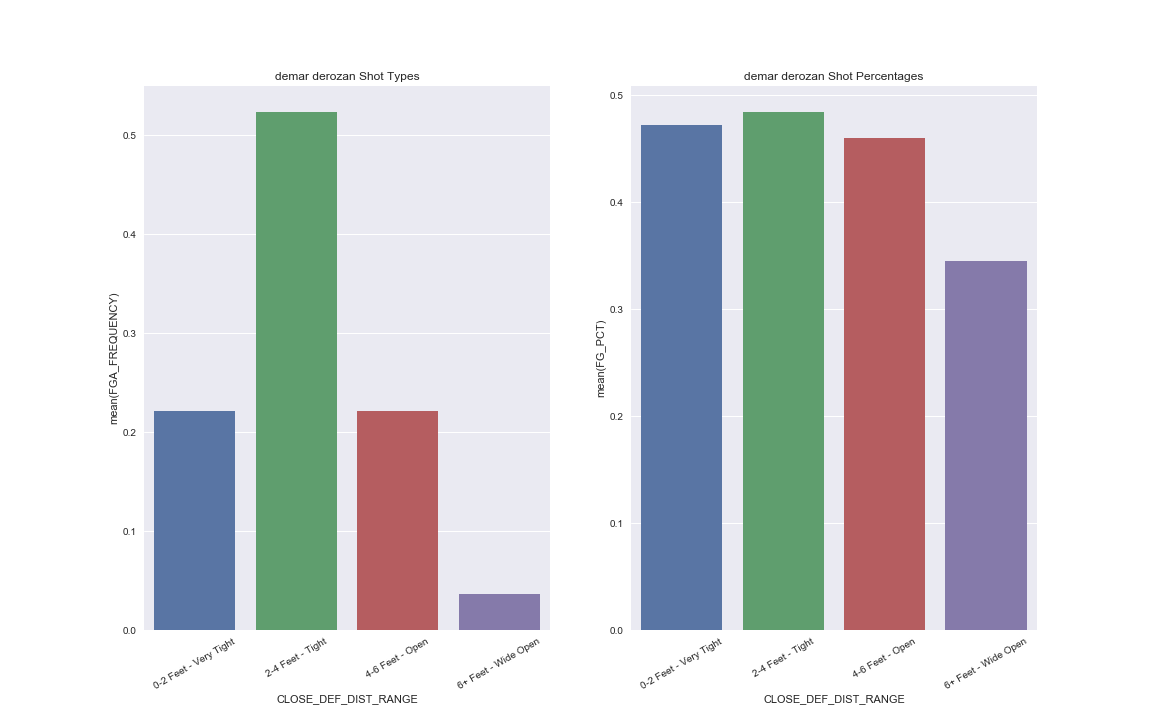 demar derozan Shot Types
0.5
0.4
0.3
0.2
0.1
0.0
mean(FGA_FREQUENCY)
0-2 Feet - Very Tight
2-4 Feet - Tight
4-6 Feet - Open
6+ Feet - Wide Open
CLOSE_DEF_DIST_RANGE
demar derozan Shot Percentages
0.5
0.4
0.3
0.2
0.1
0.0
mean(FG_PCT)
0-2 Feet - Very Tight
2-4 Feet - Tight
4-6 Feet - Open
6+ Feet - Wide Open
CLOSE_DEF_DIST_RANGE